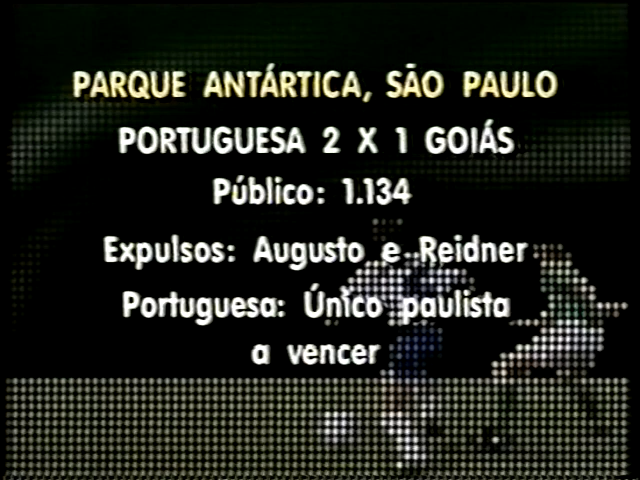 PARQUE ANTÁRTICA, SÃO PAULO
PORTUGUESA 2 X 1 GOIÁS
Público: 1.134
Expulsos: Augusto e Reidner
Portuguesa: Único paulista
a vencer